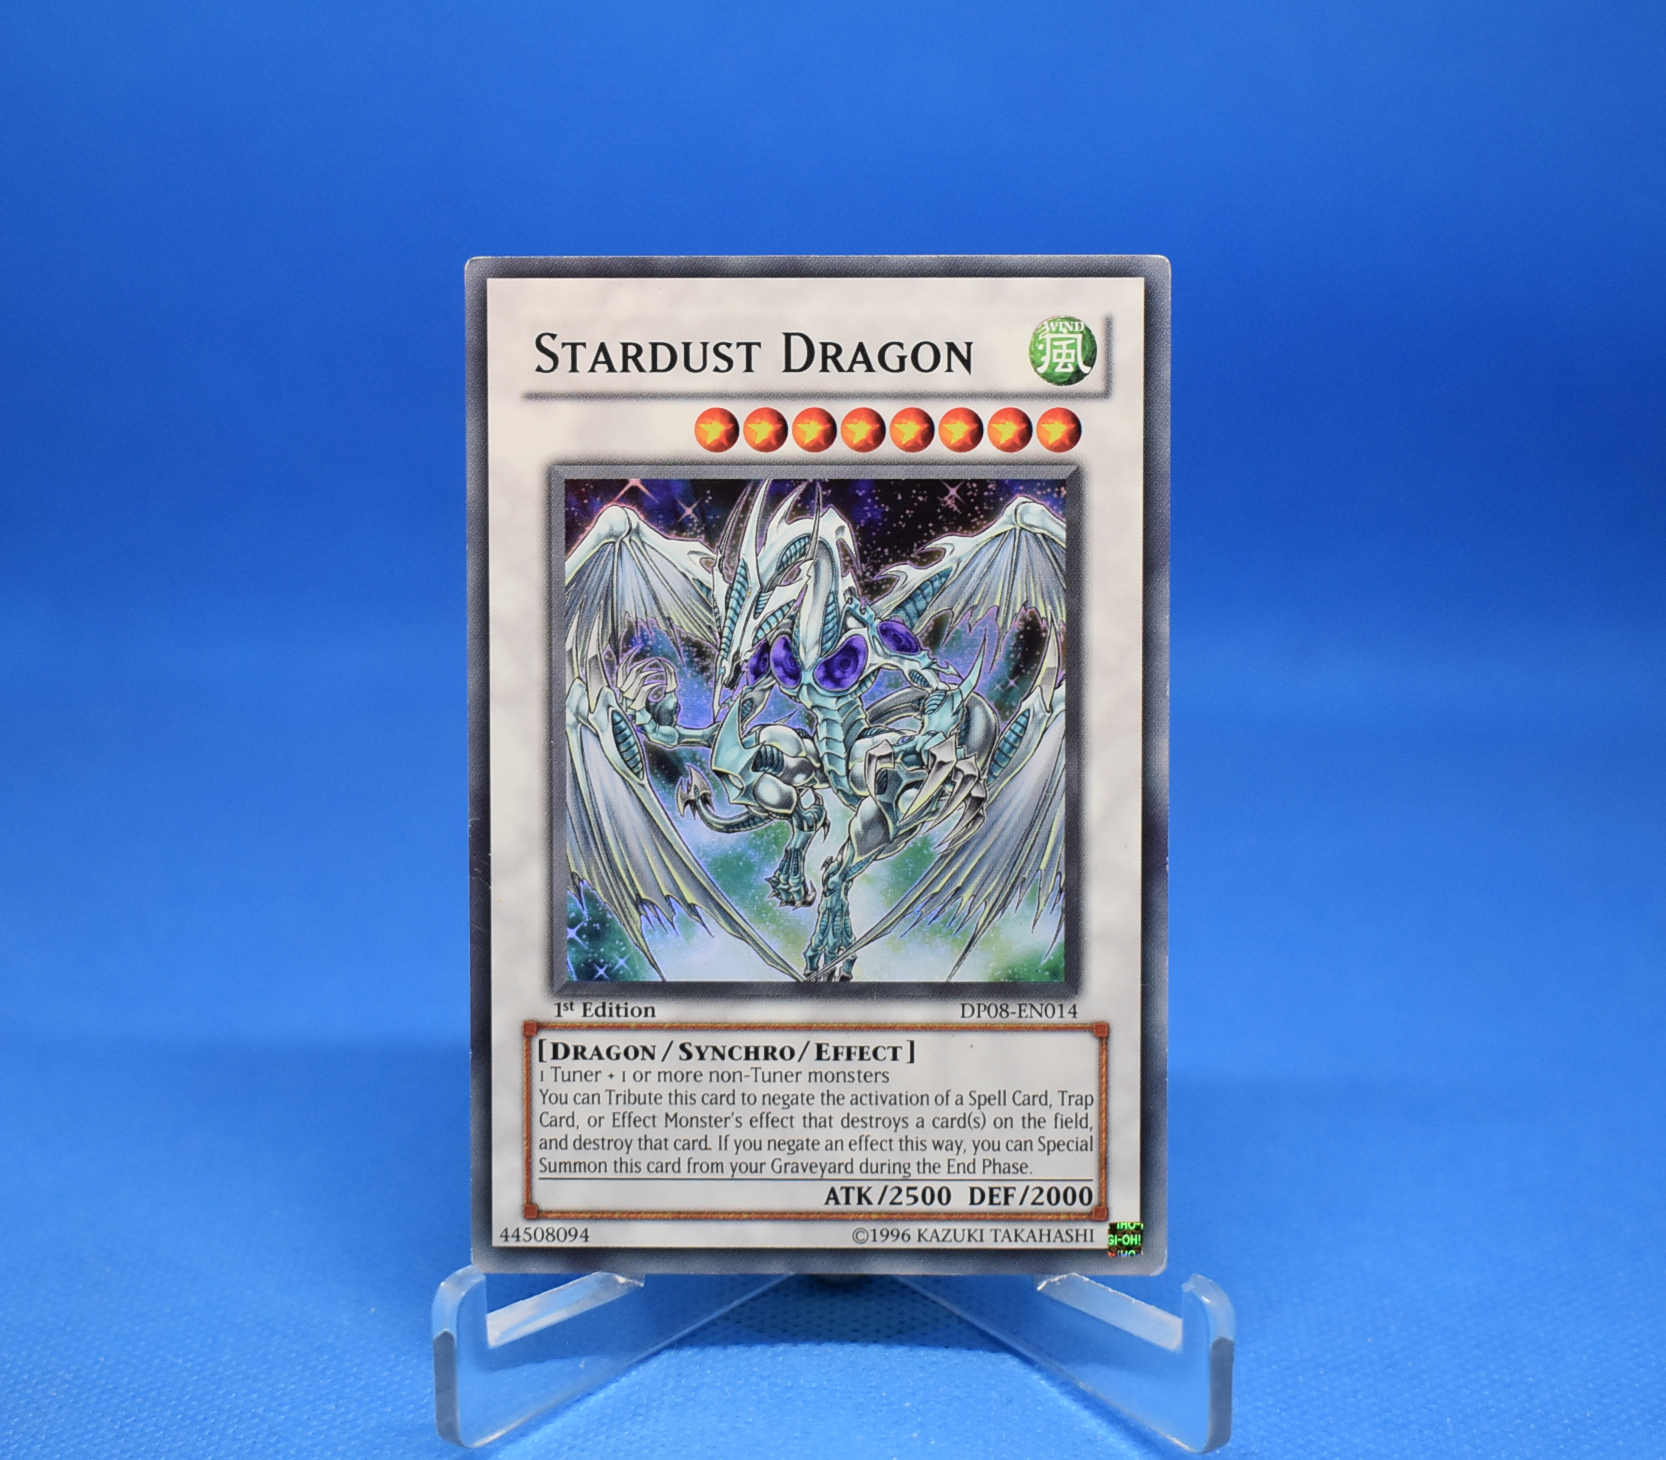 STARDUST DRAGON
WIND
風
1st Edition
DP08-EN014
[DRAGON/SYNCHRO/EFFECT]
1 Tuner + 1 or more non-Tuner monsters
You can Tribute this card to negate the activation of a Spell Card, Trap
Card, or Effect Monster's effect that destroys a card(s) on the field,
and destroy that card. If you negate an effect this way, you can Special
Summon this card from your Graveyard during the End Phase.
ATK/2500 DEF/2000
44508094
©1996 KAZUKI TAKAHASHI
GI-OH!